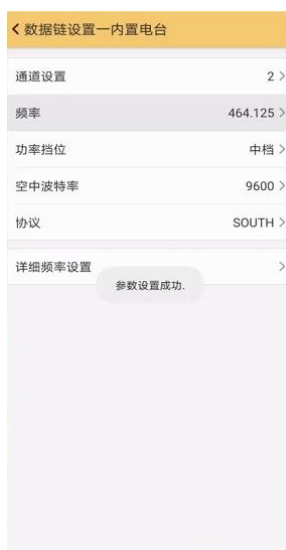 数据链设置一内置电台
通道设置 2
频率 464.125
功率挡位 中档
空中波特率 9600
协议 SOUTH
详细频率设置
参数设置成功.